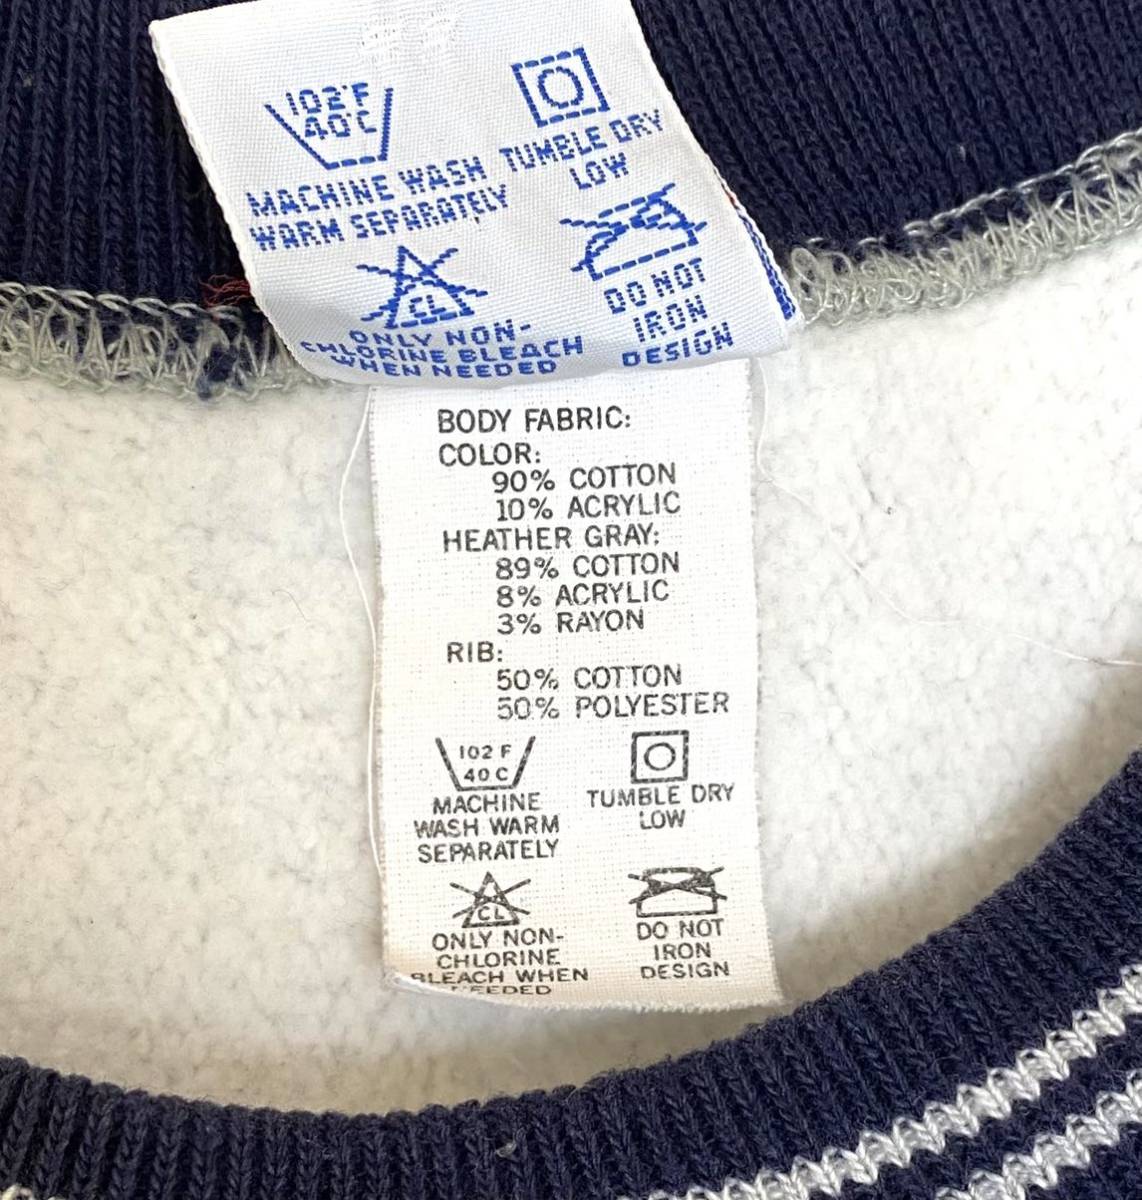 102°F
40°C
MACHINE WASH
WARM SEPARATELY
TUMBLE DRY
LOW
CL
ONLY NON-
CHLORINE BLEACH
WHEN NEEDED
DO NOT
IRON
DESIGN
BODY FABRIC:
COLOR:
90% COTTON
10% ACRYLIC
HEATHER GRAY:
89% COTTON
8% ACRYLIC
3% RAYON
RIB:
50% COTTON
50% POLYESTER
102 F
40 C
MACHINE
WASH WARM
SEPARATELY
TUMBLE DRY
LOW
CL
ONLY NON-
CHLORINE
BLEACH WHEN
NEEDED
DO NOT
IRON
DESIGN